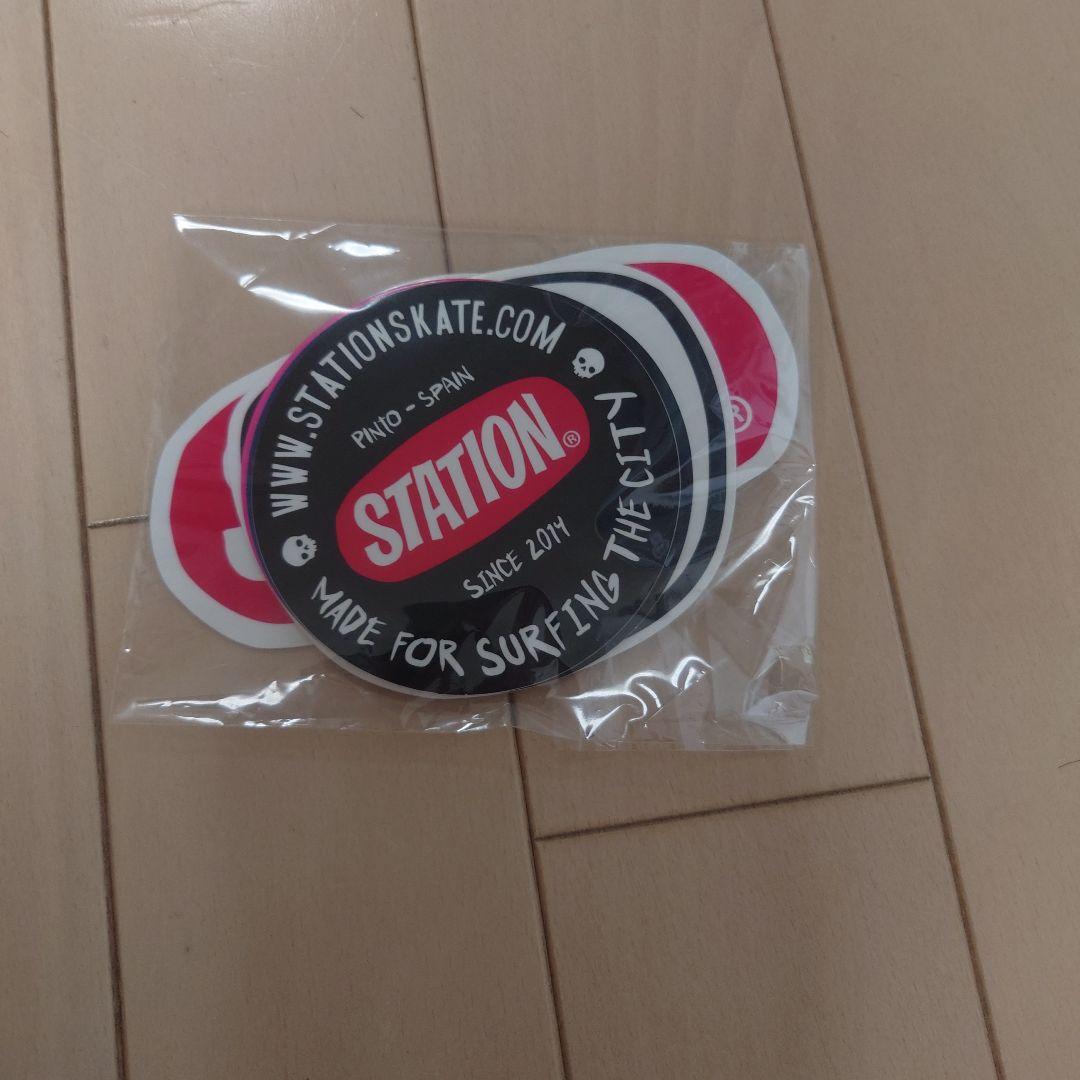 WWW.STATIONSKATE.COM
PINTO - SPAIN
STATION®
SINCE 2014
MADE FOR SURFING THE CITY
®